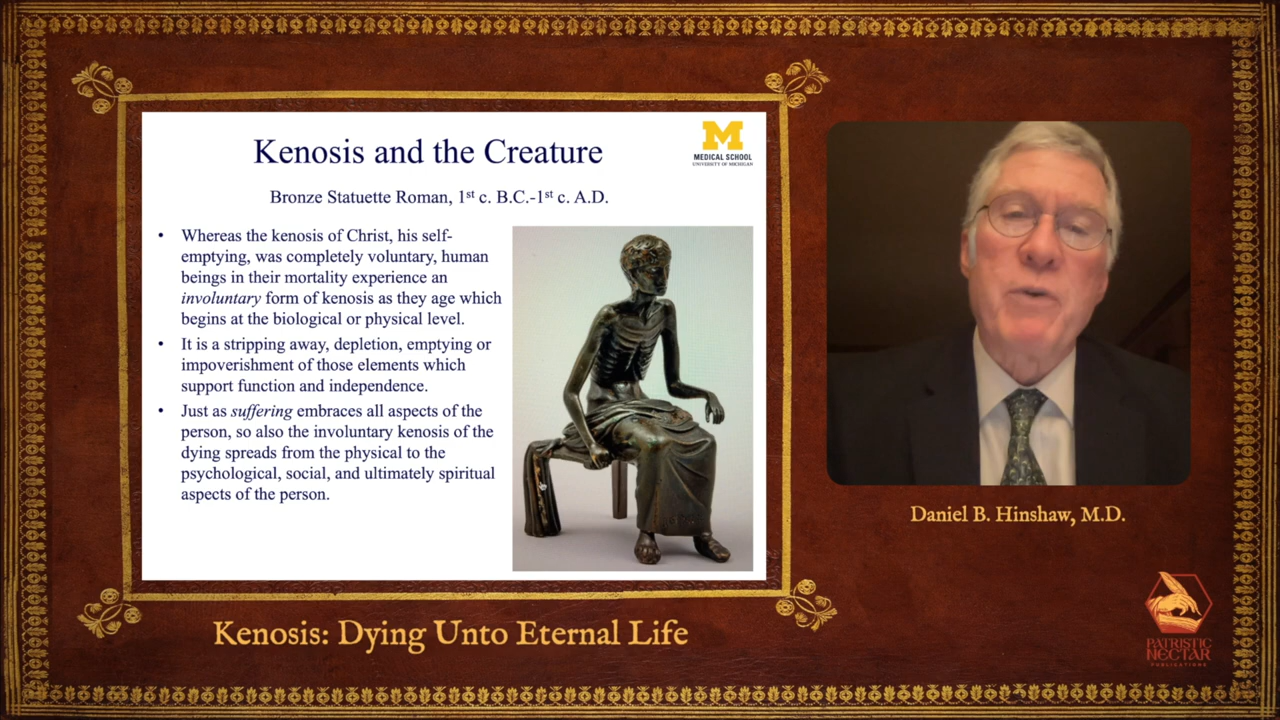 Kenosis and the Creature
M
MEDICAL SCHOOL
UNIVERSITY OF MICHIGAN
Bronze Statuette Roman, 1st c. B.C.-1st c. A.D.
• Whereas the kenosis of Christ, his self-
emptying, was completely voluntary, human
beings in their mortality experience an
involuntary form of kenosis as they age which
begins at the biological or physical level.
• It is a stripping away, depletion, emptying or
impoverishment of those elements which
support function and independence.
• Just as suffering embraces all aspects of the
person, so also the involuntary kenosis of the
dying spreads from the physical to the
psychological, social, and ultimately spiritual
aspects of the person.
Daniel B. Hinshaw, M.D.
Kenosis: Dying Unto Eternal Life
PATRISTIC
NECTAR
PUBLICATIONS